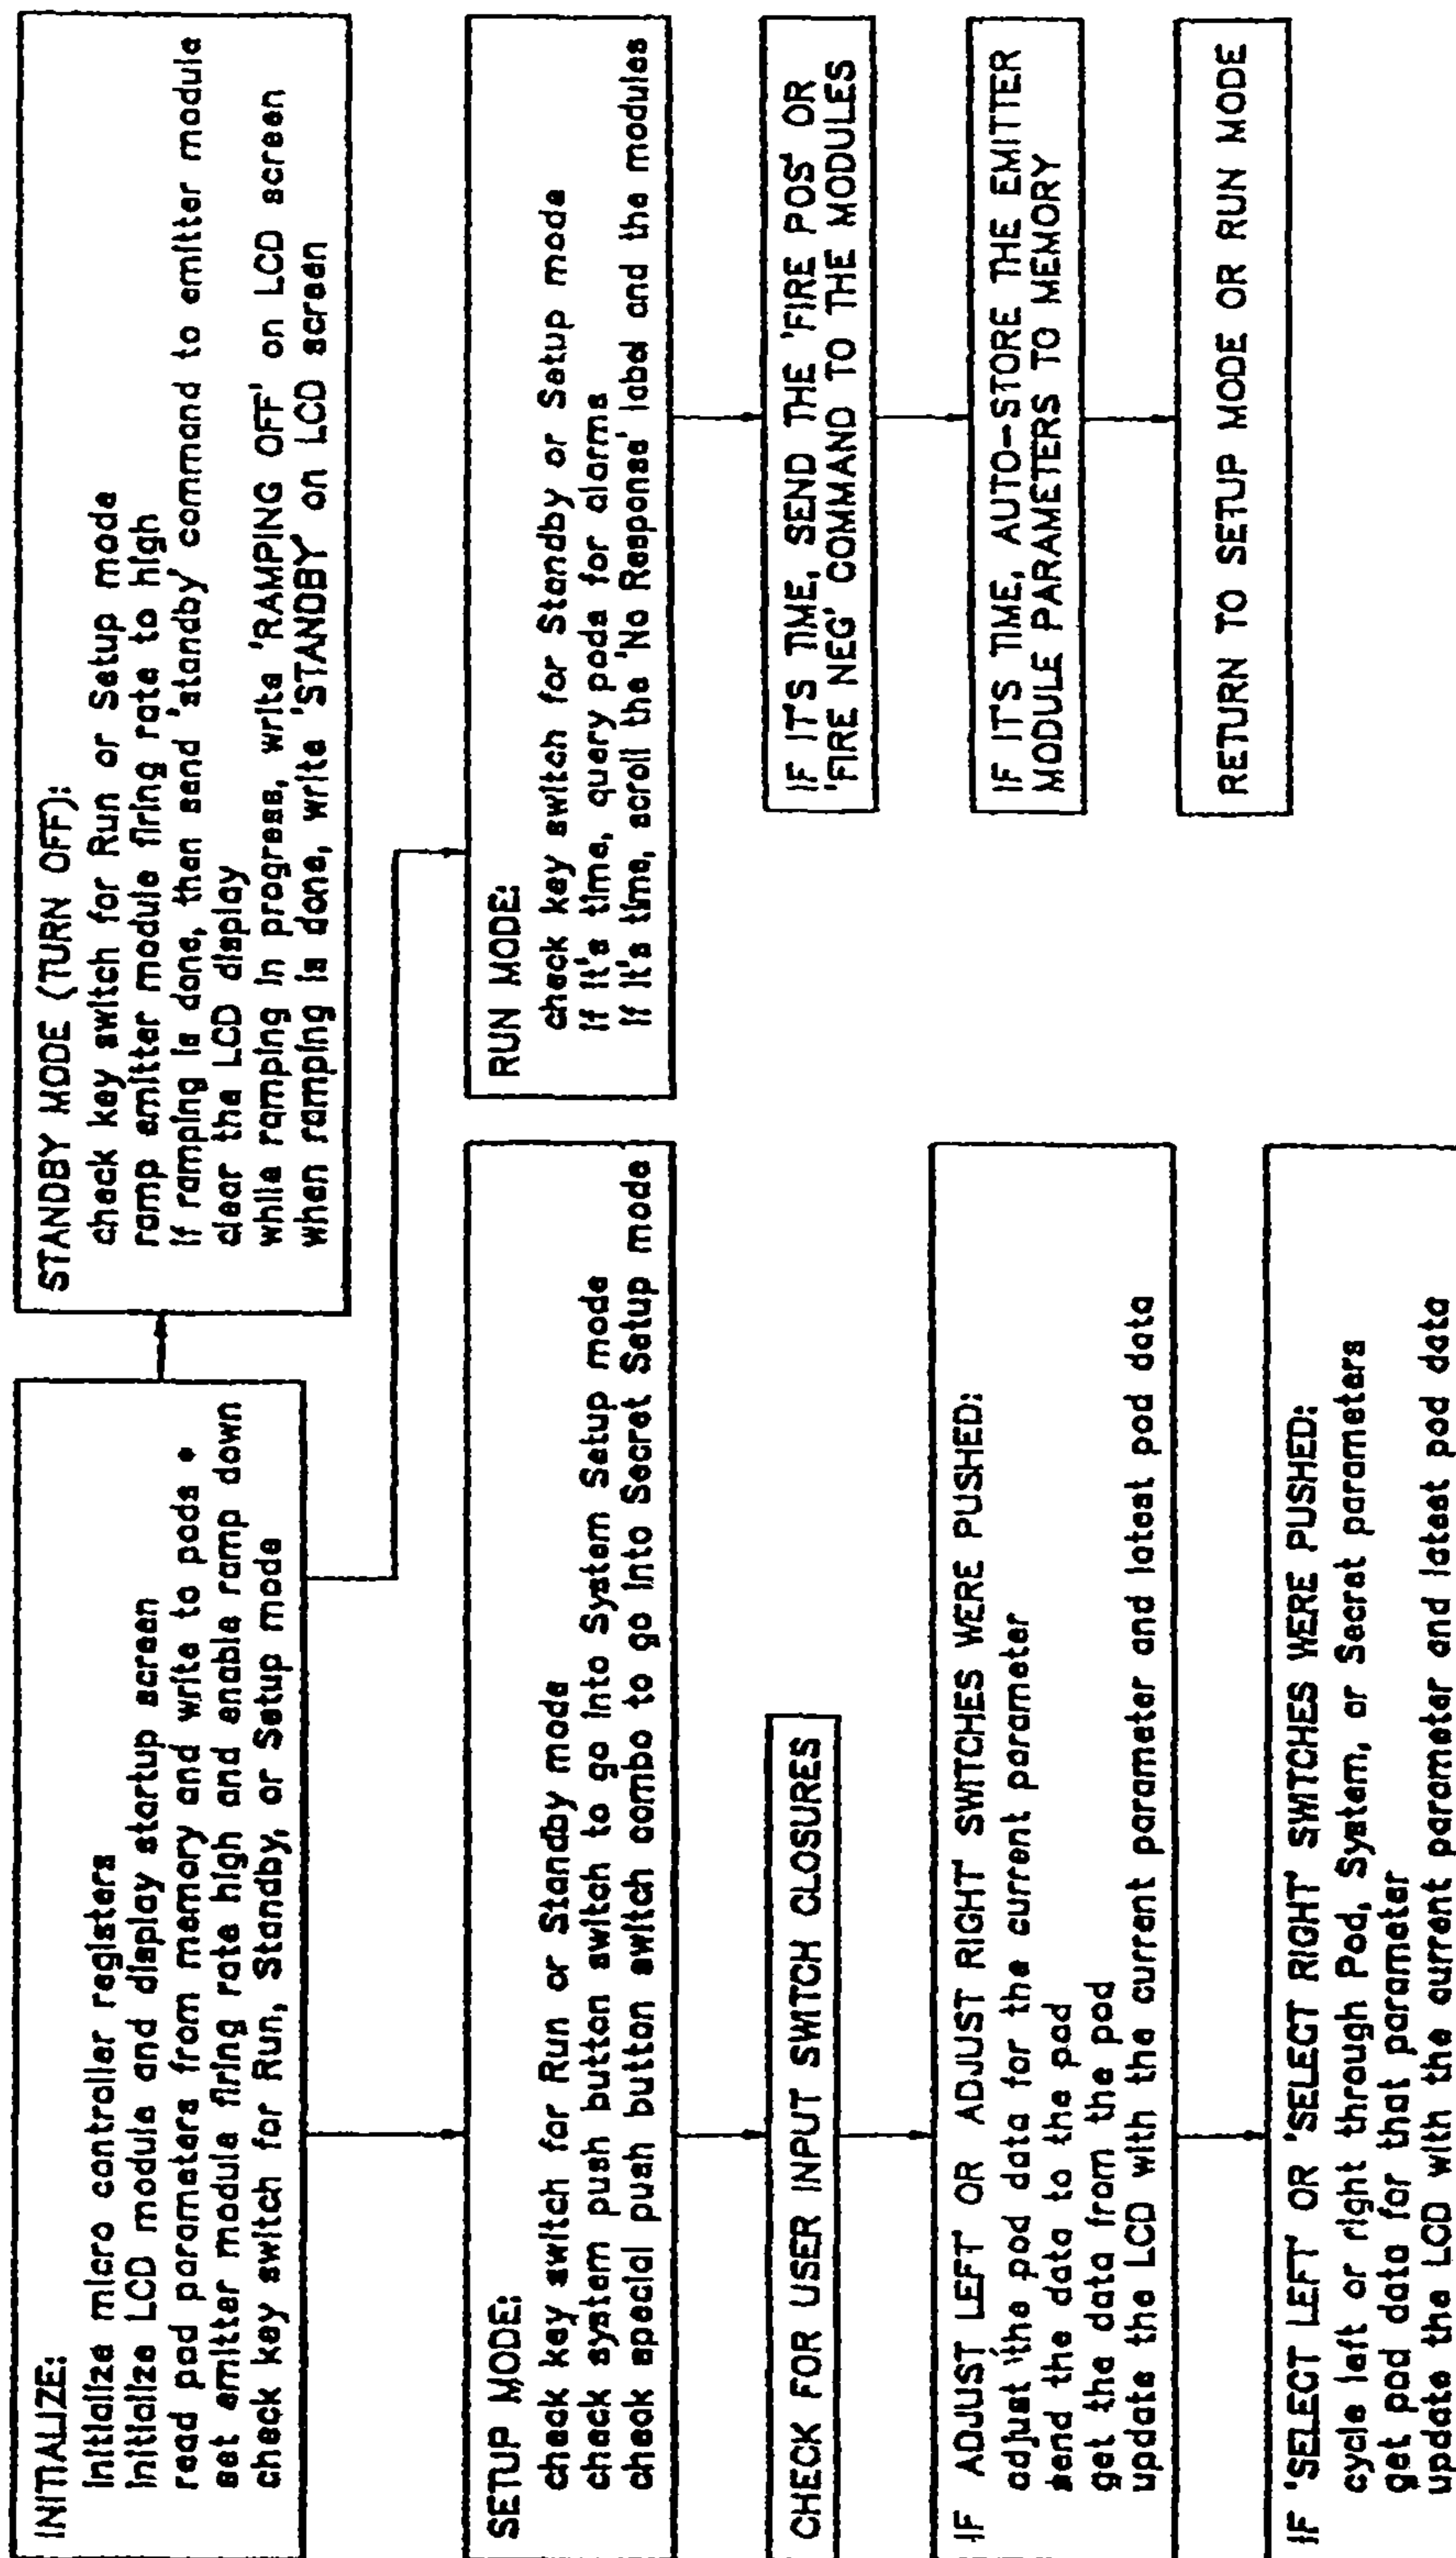 INITIALIZE:
initialize micro controller registers
initialize LCD module and display startup screen
read pod parameters from memory and write to pods *
set emitter module firing rate high and enable ramp down
check key switch for Run, Standby, or Setup mode
STANDBY MODE (TURN OFF):
check key switch for Run or Setup mode
ramp emitter module firing rate to high
if ramping is done, then send 'standby' command to emitter module
clear the LCD display
while ramping in progress, write 'RAMPING OFF' on LCD screen
when ramping is done, write 'STANDBY' on LCD screen
SETUP MODE:
check key switch for Run or Standby mode
check system push button switch to go into System Setup mode
check special push button switch combo to go into Secret Setup mode
RUN MODE:
check key switch for Standby or Setup mode
if it's time, query pods for alarms
if it's time, scroll the 'No Response' label and the modules
CHECK FOR USER INPUT SWITCH CLOSURES
IF IT'S TIME, SEND THE 'FIRE POS' OR
'FIRE NEG' COMMAND TO THE MODULES
IF ADJUST LEFT OR ADJUST RIGHT' SWITCHES WERE PUSHED:
adjust the pod data for the current parameter
send the data to the pod
get the data from the pod
update the LCD with the current parameter and latest pod data
IF IT'S TIME, AUTO-STORE THE EMITTER
MODULE PARAMETERS TO MEMORY
RETURN TO SETUP MODE OR RUN MODE
IF 'SELECT LEFT' OR 'SELECT RIGHT' SWITCHES WERE PUSHED:
cycle left or right through Pod, System, or Secret parameters
get pod data for that parameter
update the LCD with the current parameter and latest pod data